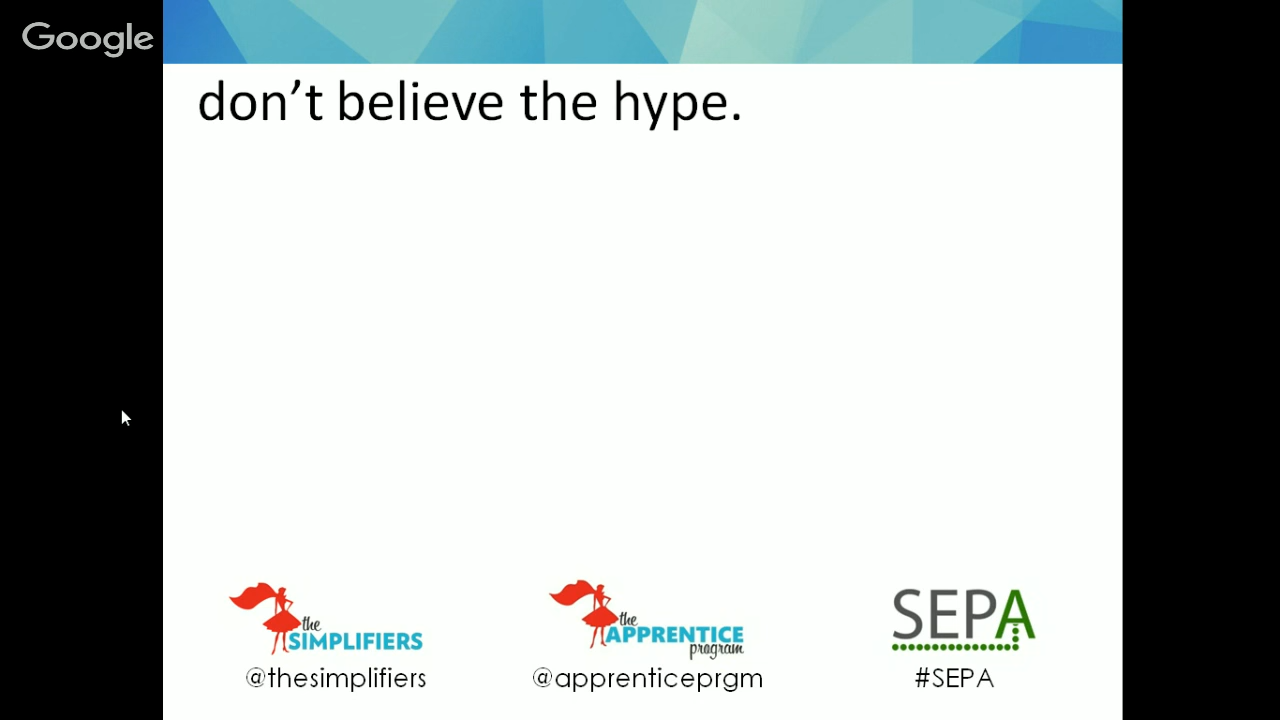 Google
don't believe the hype.
the
SIMPLIFIERS
the
APPRENTICE
program
SEPA
@thesimplifiers
@apprenticeprgm
#SEPA